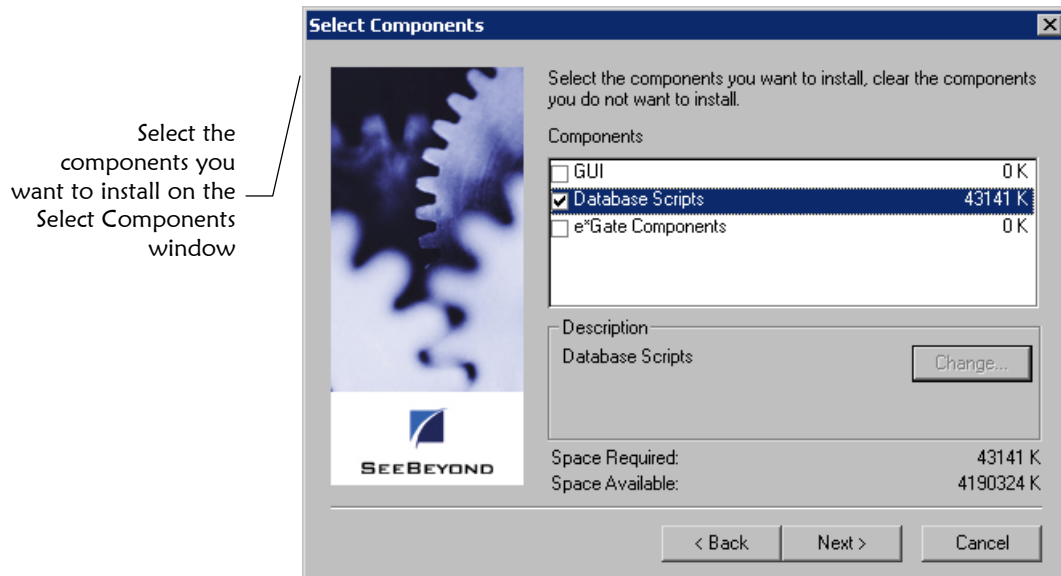 Select the
components you
want to install on the
Select Components
window
Select Components
Select the components you want to install, clear the components
you do not want to install.
Components
GUI 0 K
Database Scripts 43141 K
e*Gate Components 0 K
Description
Database Scripts
Change...
SEEBEYOND
Space Required: 43141 K
Space Available: 4190324 K
< Back
Next >
Cancel